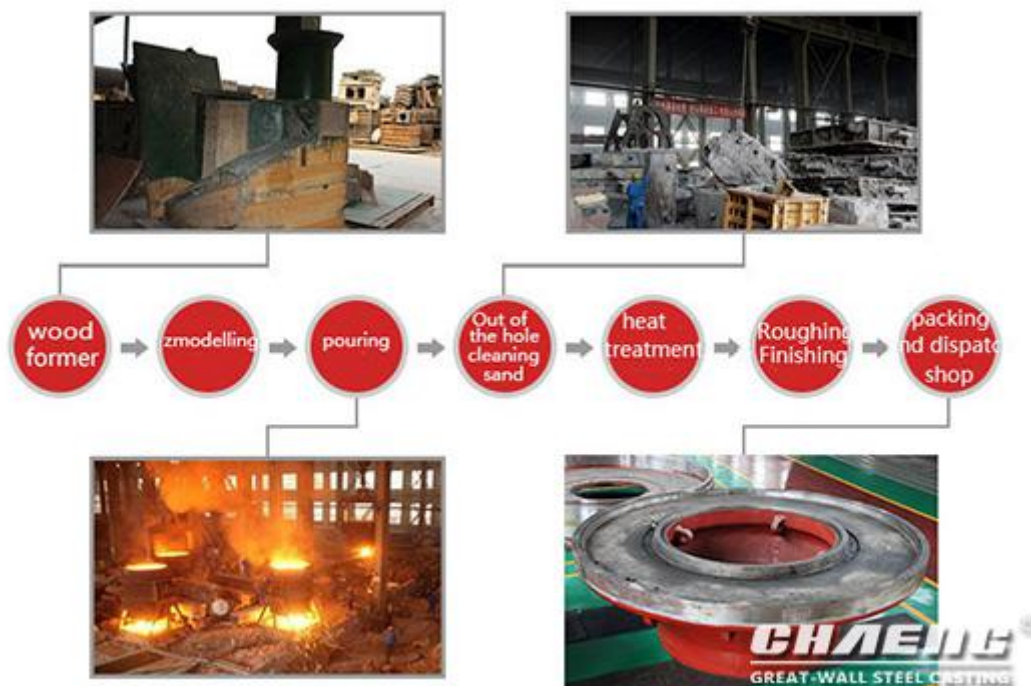 wood
former
zmodelling
pouring
Out of
the hole
cleaning
sand
heat
treatment
Roughing
Finishing
packing
nd dispatc
shop
CHAENG
GREAT-WALL STEEL CASTING